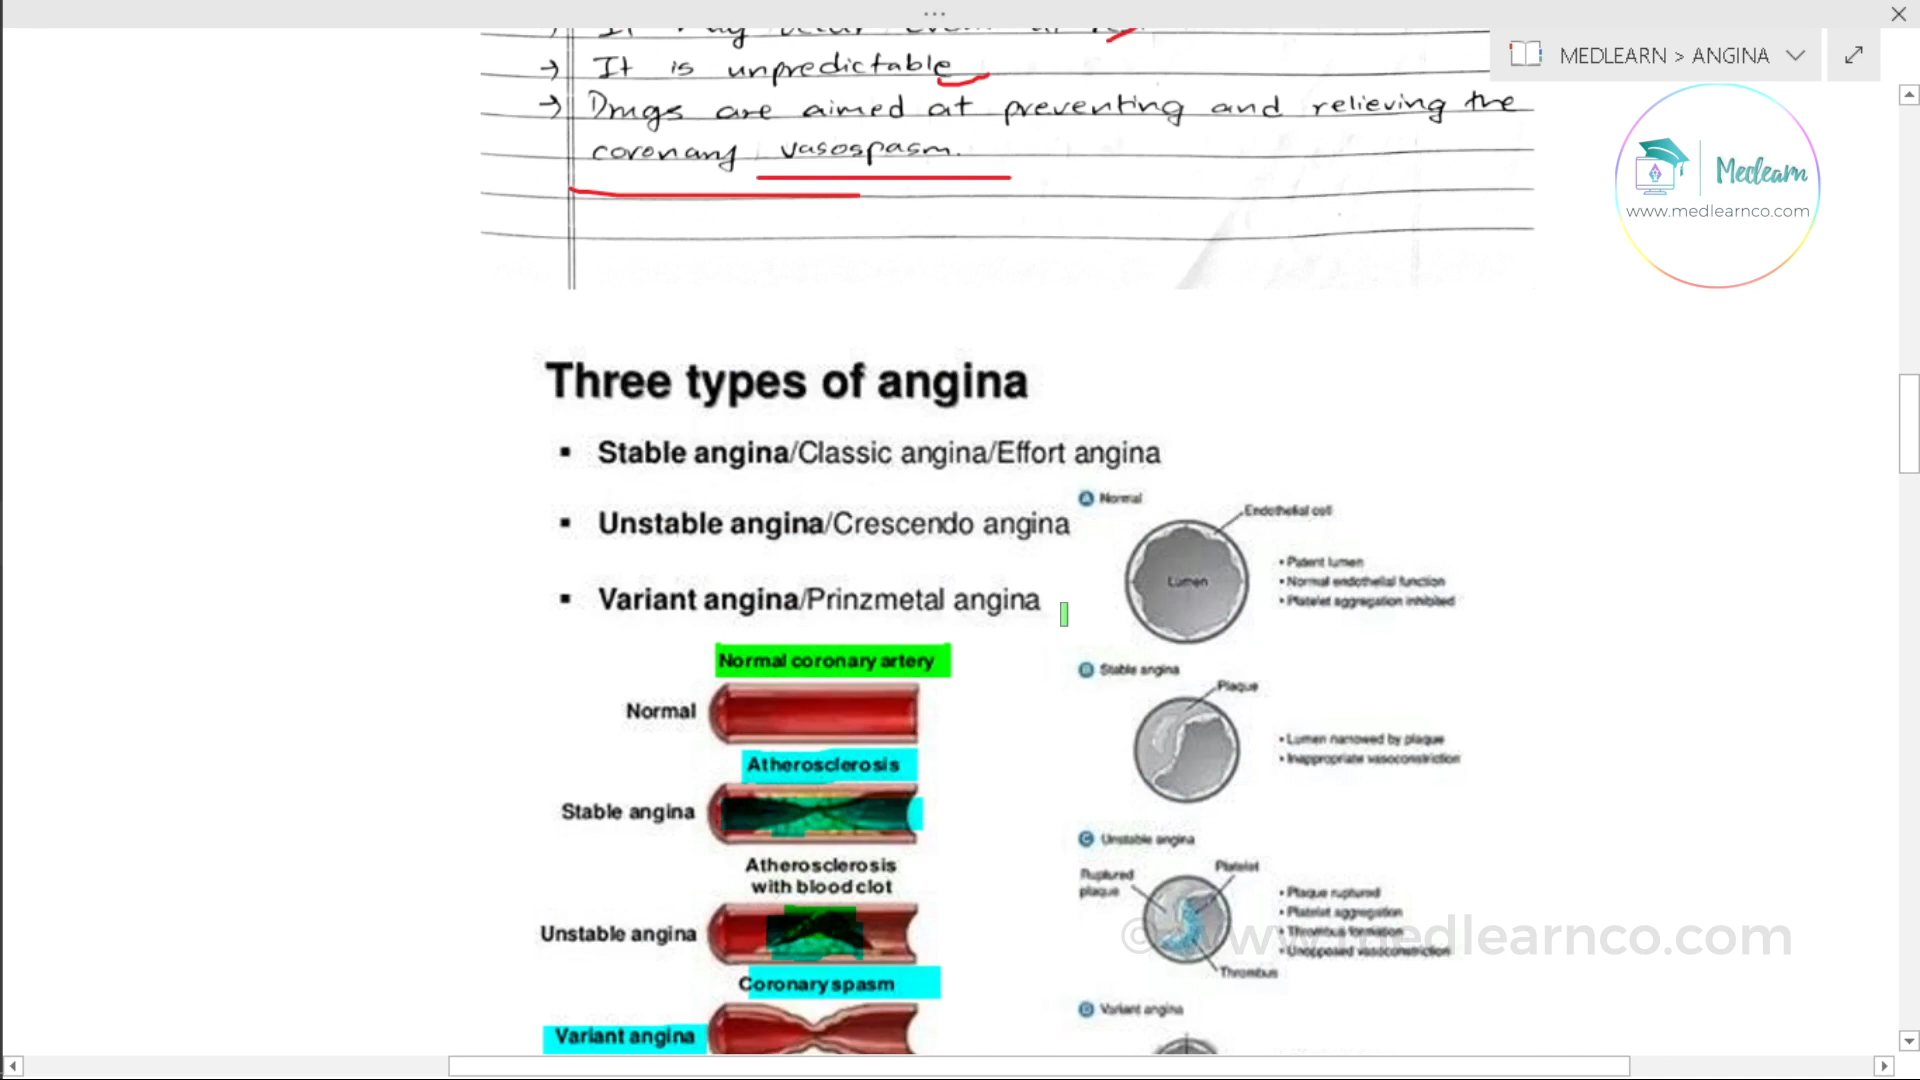 ...
MEDLEARN > ANGINA
→ It is unpredictable
→ Drugs are aimed at preventing and relieving the
coronary vasospasm.
Medlearn
www.medlearnco.com
Three types of angina
▪ Stable angina/Classic angina/Effort angina
▪ Unstable angina/Crescendo angina
▪ Variant angina/Prinzmetal angina
Normal coronary artery
Normal
Atherosclerosis
Stable angina
Atherosclerosis
with blood clot
Unstable angina
Coronary spasm
Variant angina
A Normal
Endothelial cell
Lumen
• Patent lumen
• Normal endothelial function
• Platelet aggregation inhibited
B Stable angina
Plaque
• Lumen narrowed by plaque
• Inappropriate vasoconstriction
C Unstable angina
Ruptured
plaque
Platelet
Thrombus
• Plaque ruptured
• Platelet aggregation
• Thrombus formation
• Unopposed vasoconstriction
D Variant angina
© www.medlearnco.com